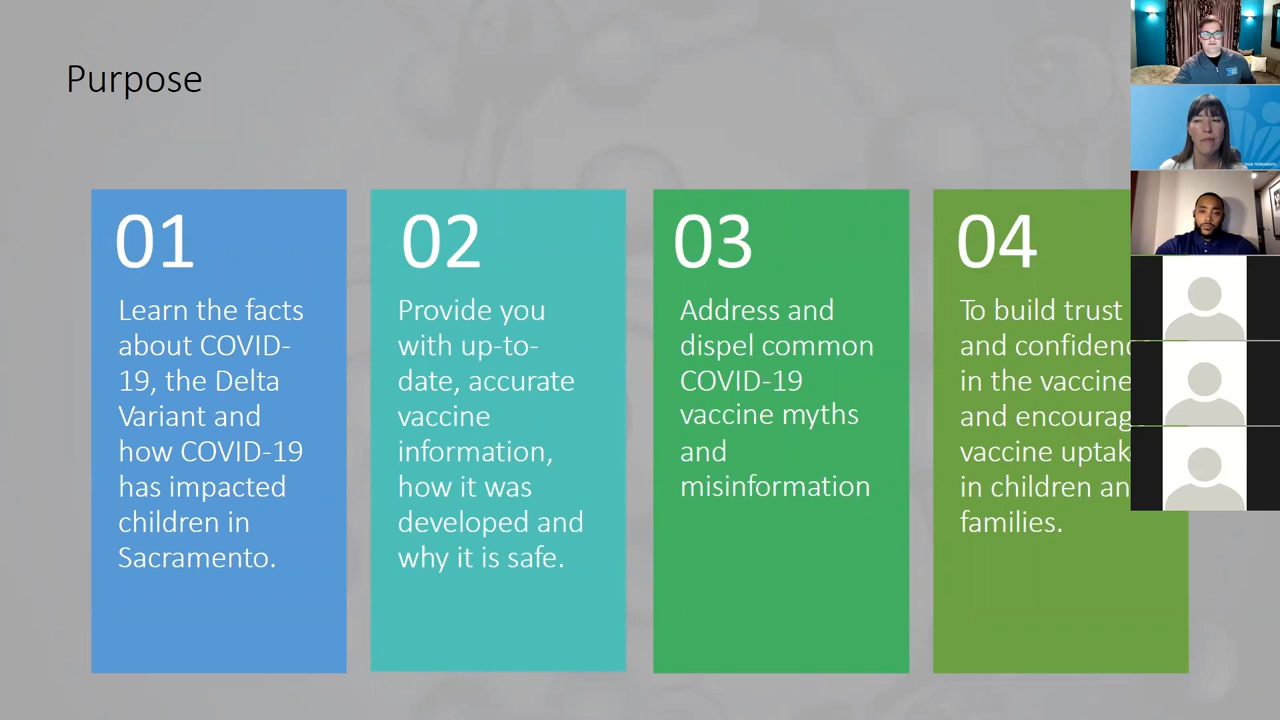 Purpose
01
Learn the facts
about COVID-
19, the Delta
Variant and
how COVID-19
has impacted
children in
Sacramento.
02
Provide you
with up-to-
date, accurate
vaccine
information,
how it was
developed and
why it is safe.
03
Address and
dispel common
COVID-19
vaccine myths
and
misinformation
04
To build trust
and
in the vaccine
and
vaccine
in children
families.